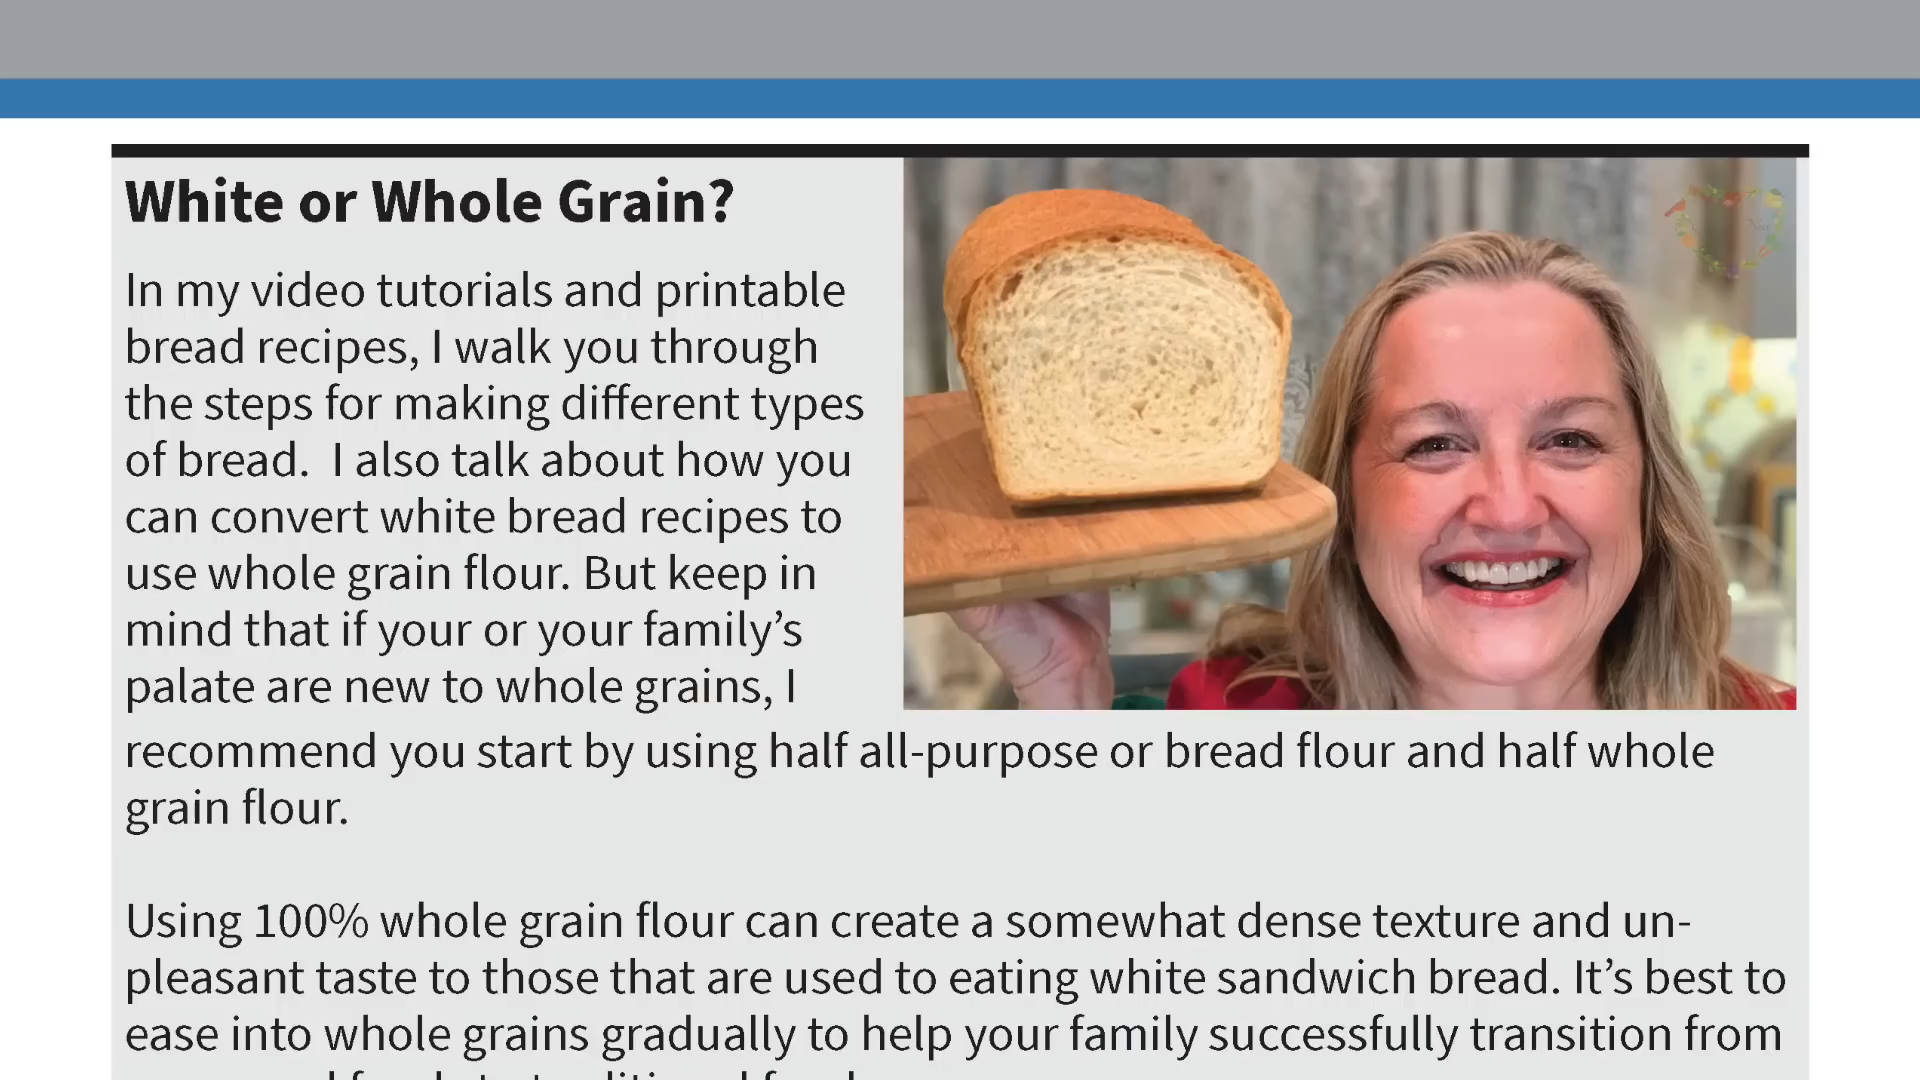 White or Whole Grain?
In my video tutorials and printable
bread recipes, I walk you through
the steps for making different types
of bread.  I also talk about how you
can convert white bread recipes to
use whole grain flour. But keep in
mind that if your or your family’s
palate are new to whole grains, I
recommend you start by using half all-purpose or bread flour and half whole
grain flour.
Using 100% whole grain flour can create a somewhat dense texture and un-
pleasant taste to those that are used to eating white sandwich bread. It’s best to
ease into whole grains gradually to help your family successfully transition from